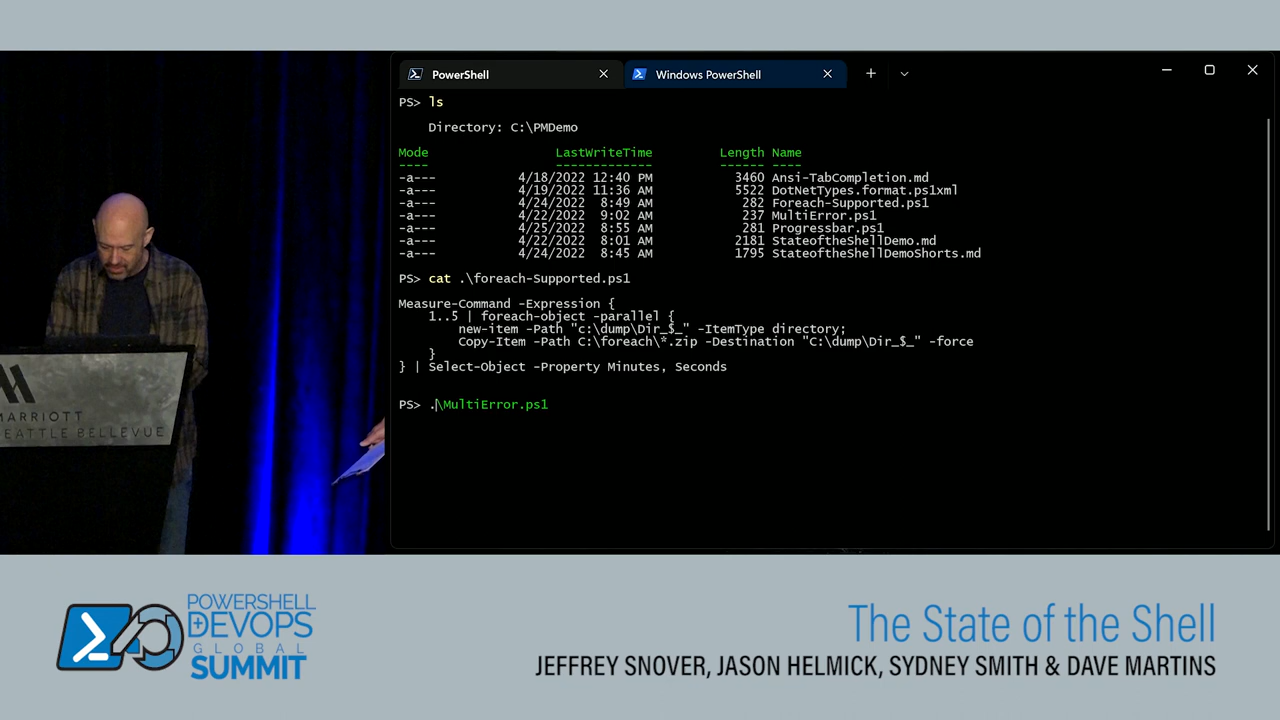 PowerShell
Windows PowerShell
PS> ls
Directory: C:\PMDemo
Mode LastWriteTime Length Name
---- ------------- ------ ----
-a--- 4/18/2022 12:40 PM 3460 Ansi-TabCompletion.md
-a--- 4/19/2022 11:36 AM 5522 DotNetTypes.format.ps1xml
-a--- 4/24/2022 8:49 AM 282 Foreach-Supported.ps1
-a--- 4/22/2022 9:02 AM 237 MultiError.ps1
-a--- 4/25/2022 8:55 AM 281 Progressbar.ps1
-a--- 4/22/2022 8:01 AM 2181 StateoftheShellDemo.md
-a--- 4/24/2022 8:45 AM 1795 StateoftheShellDemoShorts.md
PS> cat .\foreach-Supported.ps1
Measure-Command -Expression {
1..5 | foreach-object -parallel {
new-item -Path "c:\dump\Dir_$_" -ItemType directory;
Copy-Item -Path C:\foreach\*.zip -Destination "C:\dump\Dir_$_" -force
}
} | Select-Object -Property Minutes, Seconds
PS> .\MultiError.ps1
MARRIOTT
SEATTLE BELLEVUE
POWERSHELL
+DEVOPS
GLOBAL
SUMMIT
The State of the Shell
JEFFREY SNOVER, JASON HELMICK, SYDNEY SMITH & DAVE MARTINS